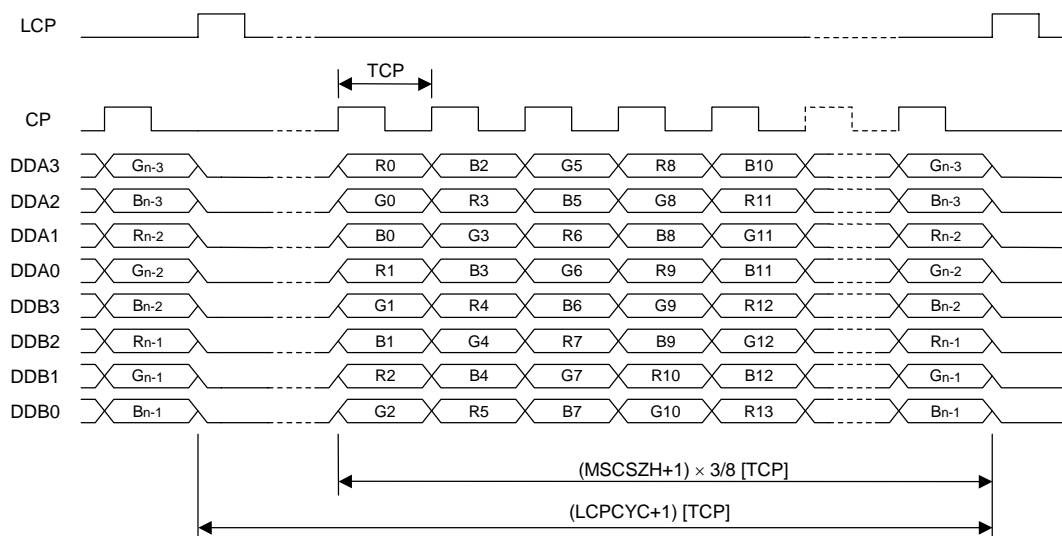 LCP
TCP
CP
DDA3 Gn-3 R0 B2 G5 R8 B10 Gn-3
DDA2 Bn-3 G0 R3 B5 G8 R11 Bn-3
DDA1 Rn-2 B0 G3 R6 B8 G11 Rn-2
DDA0 Gn-2 R1 B3 G6 R9 B11 Gn-2
DDB3 Bn-2 G1 R4 B6 G9 R12 Bn-2
DDB2 Rn-1 B1 G4 R7 B9 G12 Rn-1
DDB1 Gn-1 R2 B4 G7 R10 B12 Gn-1
DDB0 Bn-1 G2 R5 B7 G10 R13 Bn-1
(MSCSZH+1) × 3/8 [TCP]
(LCPCYC+1) [TCP]